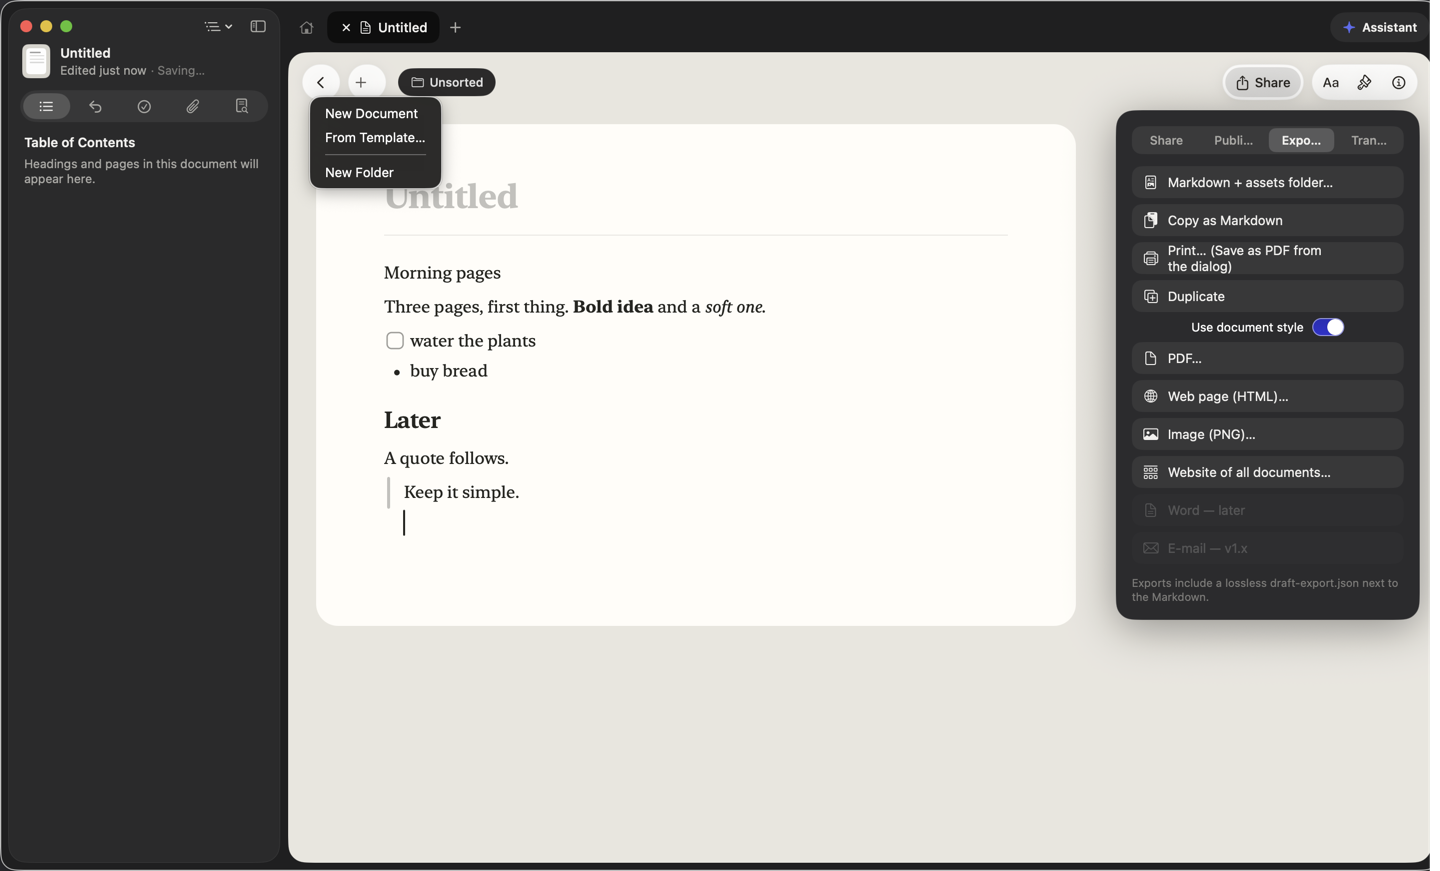 Untitled
Assistant
Untitled
Edited just now · Saving...
Unsorted
Share
Aa
New Document
From Template...
New Folder
Table of Contents
Headings and pages in this document will
appear here.
Untitled
Morning pages
Three pages, first thing. Bold idea and a soft one.
water the plants
• buy bread
Later
A quote follows.
Keep it simple.
Share
Publi...
Expo...
Tran...
Markdown + assets folder...
Copy as Markdown
Print... (Save as PDF from
the dialog)
Duplicate
Use document style
PDF...
Web page (HTML)...
Image (PNG)...
Website of all documents...
Word — later
E-mail — v1.x
Exports include a lossless draft-export.json next to
the Markdown.